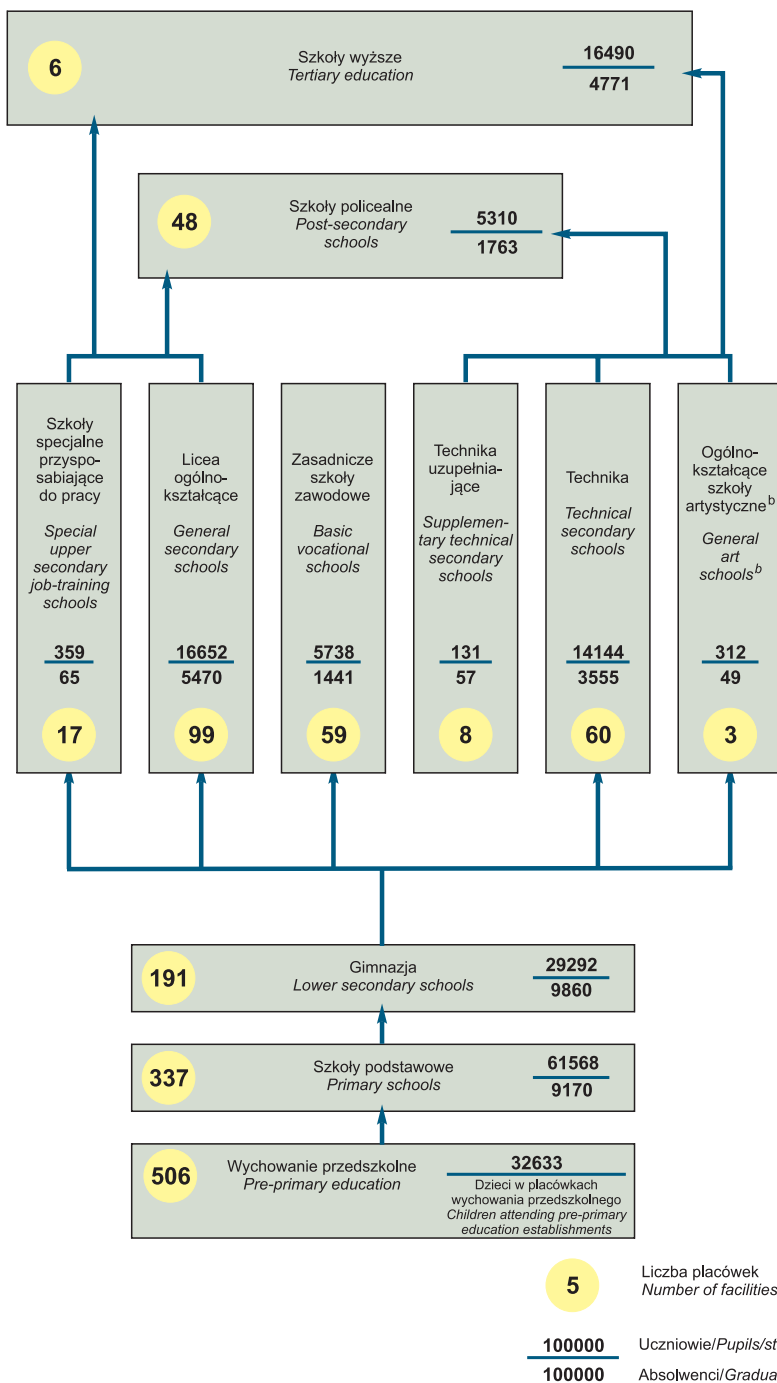 6
Szkoły wyższe
Tertiary education
16490
4771
48
Szkoły policealne
Post-secondary
schools
5310
1763
Szkoły
specjalne
przyspo-
sabiające
do pracy
Special
upper
secondary
job-training
schools
359
65
17
Licea
ogólno-
kształcące
General
secondary
schools
16652
5470
99
Zasadnicze
szkoły
zawodowe
Basic
vocational
schools
5738
1441
59
Technika
uzupełnia-
jące
Supplemen-
tary technical
secondary
schools
131
57
8
Technika
Technical
secondary
schools
14144
3555
60
Ogólno-
kształcące
szkoły
artystyczne b
General
art
schools b
312
49
3
191
Gimnazja
Lower secondary schools
29292
9860
337
Szkoły podstawowe
Primary schools
61568
9170
506
Wychowanie przedszkolne
Pre-primary education
32633
Dzieci w placówkach
wychowania przedszkolnego
Children attending pre-primary
education establishments
5
Liczba placówek
Number of facilities
100000
Uczniowie/Pupils/st
100000
Absolwenci/Gradua